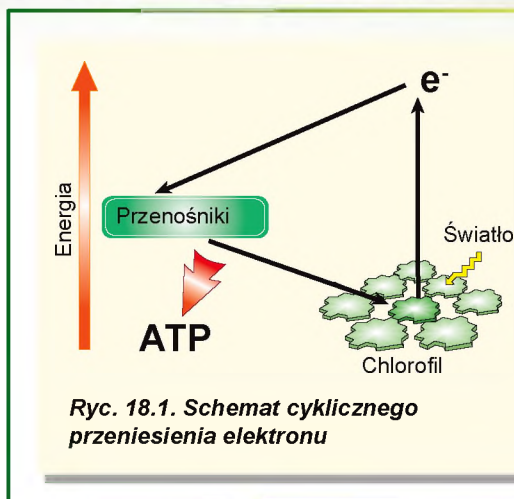 e-
Energia
Przenośniki
Światło
ATP
Chlorofil
Ryc. 18.1. Schemat cyklicznego
przeniesienia elektronu